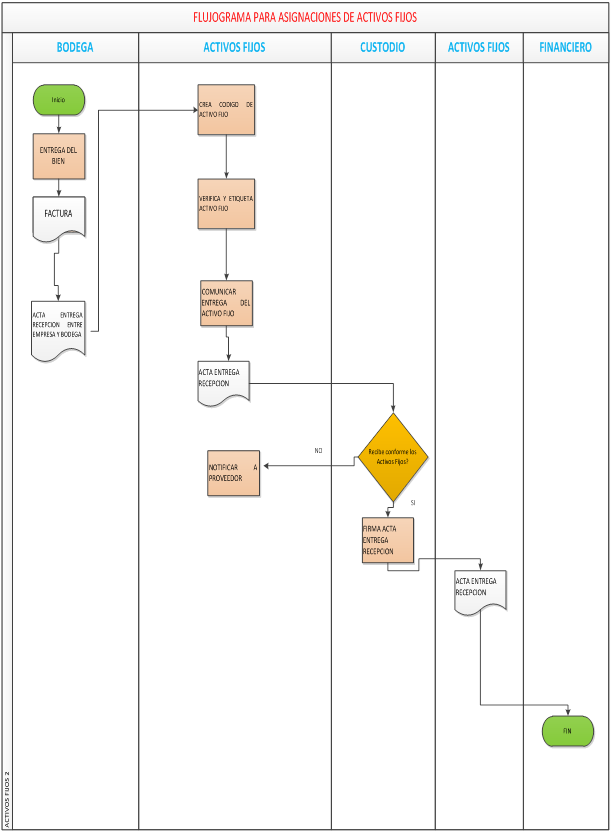 FLUJOGRAMA PARA ASIGNACIONES DE ACTIVOS FIJOS
BODEGA
ACTIVOS FIJOS
CUSTODIO
ACTIVOS FIJOS
FINANCIERO
Inicio
ENTREGA DEL
BIEN
FACTURA
ACTA ENTREGA
RECEPCION ENTRE
EMPRESA Y BODEGA
CREA CODIGO DE
ACTIVO FIJO
VERIFICA Y ETIQUETA
ACTIVO FIJO
COMUNICAR
ENTREGA DEL
ACTIVO FIJO
ACTA ENTREGA
RECEPCION
Recibe conforme los
Activos Fijos?
NO
NOTIFICAR A
PROVEEDOR
SI
FIRMA ACTA
ENTREGA
RECEPCION
ACTA ENTREGA
RECEPCION
FIN
ACTIVOS FIJOS 2